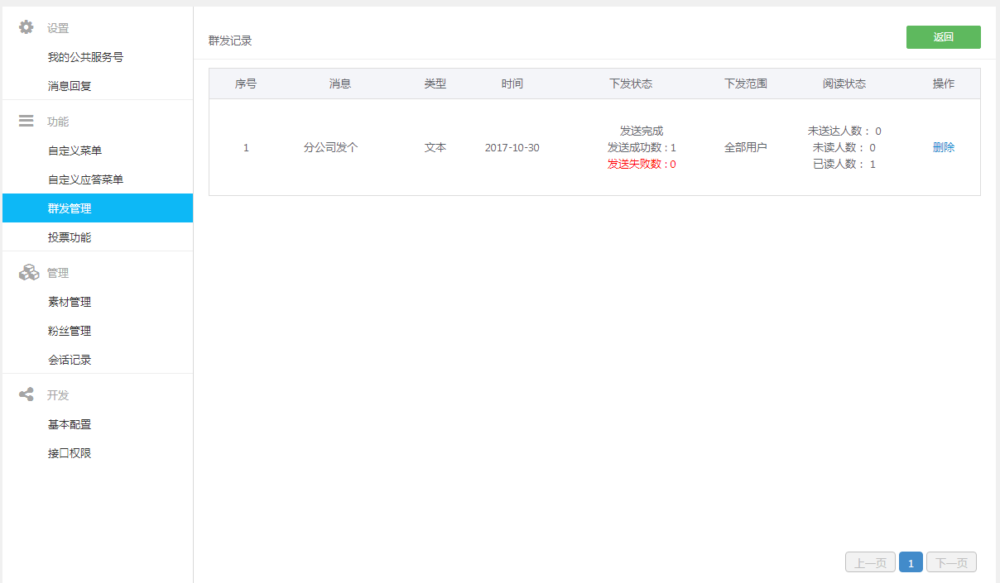 设置
我的公共服务号
消息回复
功能
自定义菜单
自定义应答菜单
群发管理
投票功能
管理
素材管理
粉丝管理
会话记录
开发
基本配置
接口权限
群发记录
返回
序号 消息 类型 时间 下发状态 下发范围 阅读状态 操作
1 分公司发个 文本 2017-10-30 全部用户 删除
发送完成
发送成功数 : 1
发送失败数 : 0
未送达人数： 0
未读人数： 0
已读人数： 1
上一页 1 下一页